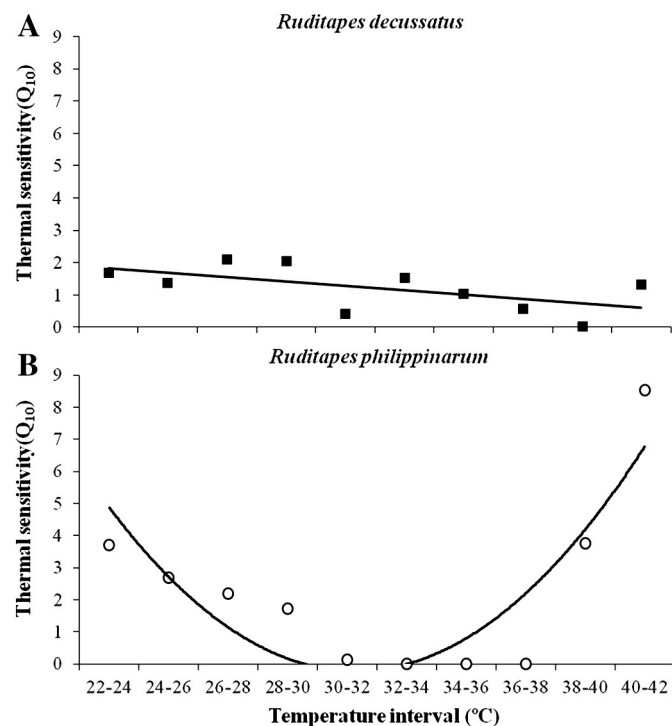 A
Ruditapes decussatus
Thermal sensitivity(Q10)
9
8
7
6
5
4
3
2
1
0
B
Ruditapes philippinarum
Thermal sensitivity(Q10)
9
8
7
6
5
4
3
2
1
0
22-24 24-26 26-28 28-30 30-32 32-34 34-36 36-38 38-40 40-42
Temperature interval (ºC)